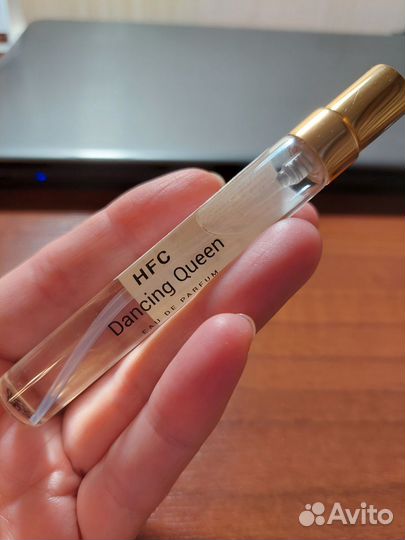 HFC
Dancing Queen
EAU DE PARFUM
Avito